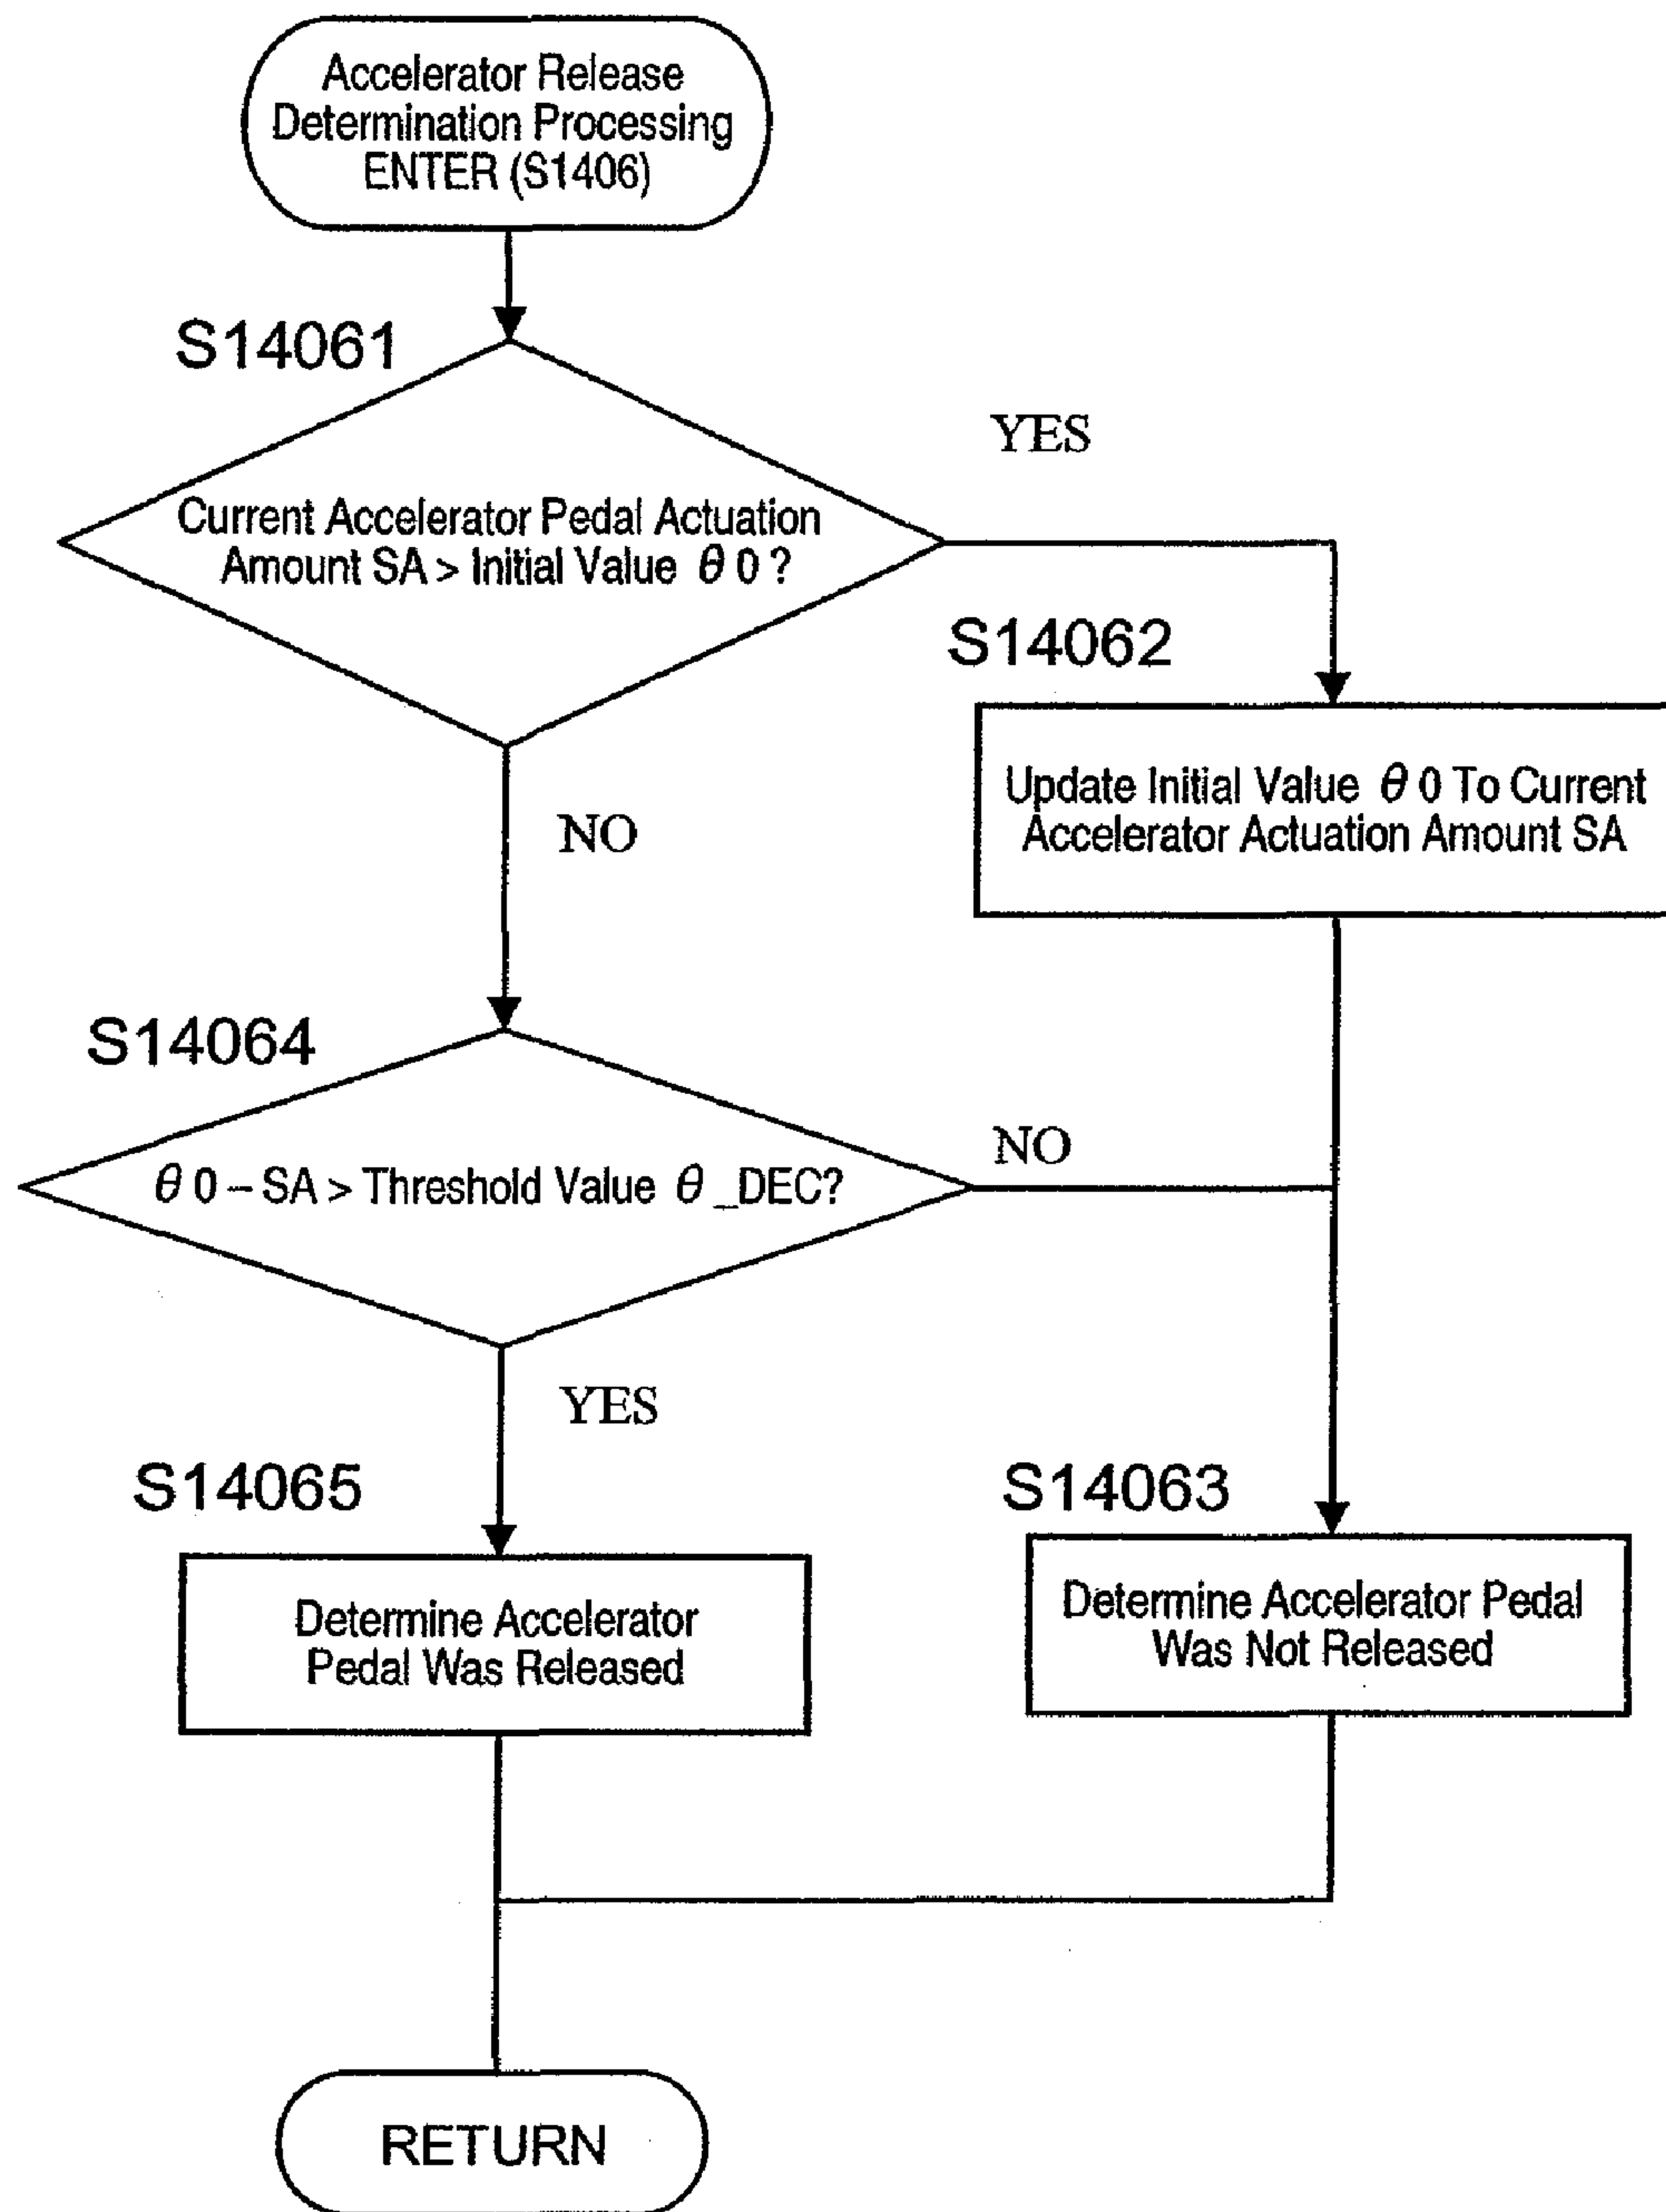 Accelerator Release
Determination Processing
ENTER (S1406)
S14061
YES
Current Accelerator Pedal Actuation
Amount SA > Initial Value θ 0 ?
S14062
Update Initial Value θ 0 To Current
Accelerator Actuation Amount SA
NO
S14064
NO
θ 0 – SA > Threshold Value θ _DEC?
YES
S14065
S14063
Determine Accelerator
Pedal Was Released
Determine Accelerator Pedal
Was Not Released
RETURN